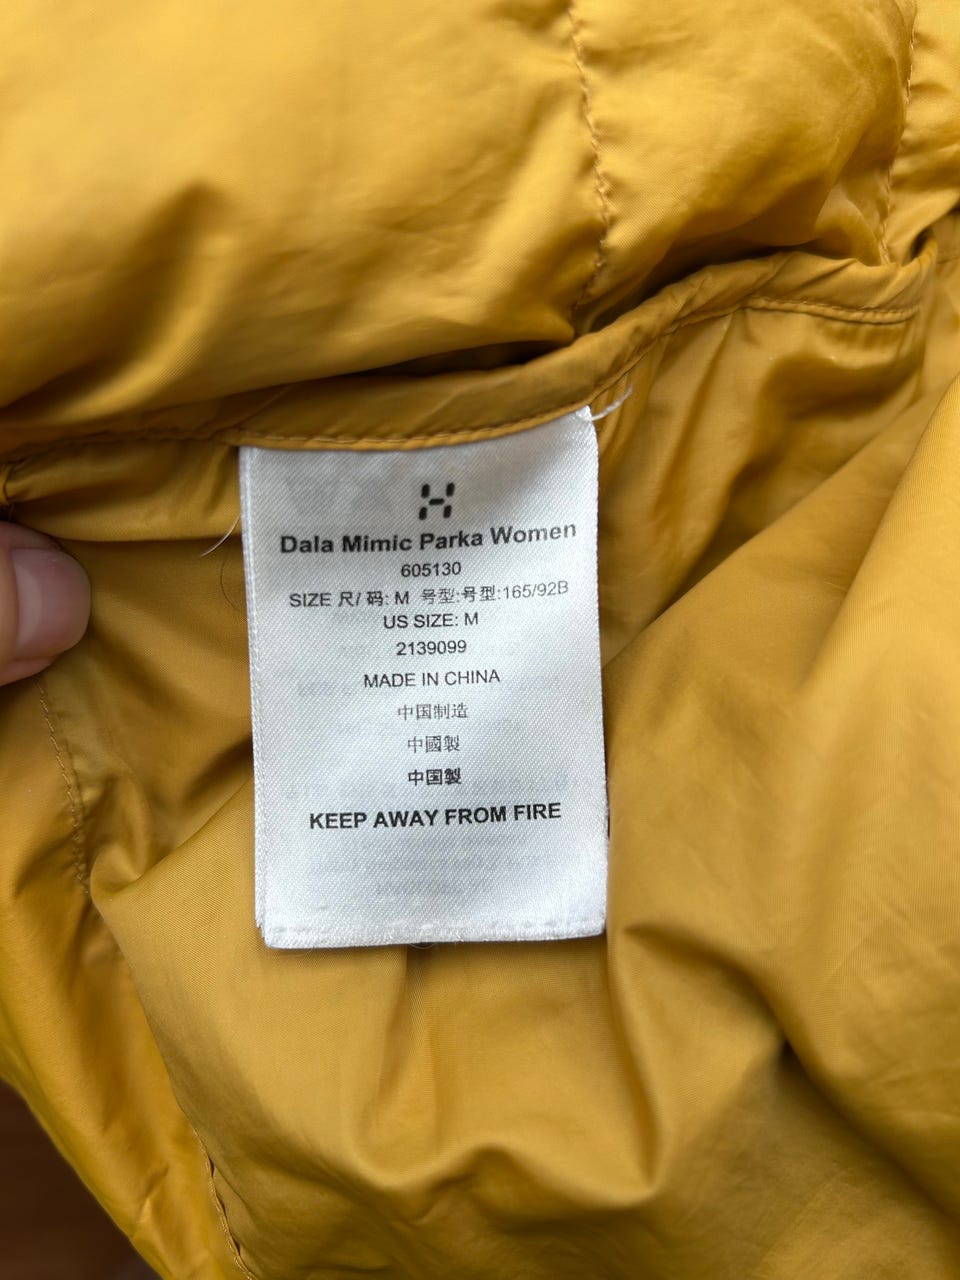 Dala Mimic Parka Women
605130
SIZE 尺/ 码: M 号型:号型:165/92B
US SIZE: M
2139099
MADE IN CHINA
中国制造
中國製
中国製
KEEP AWAY FROM FIRE